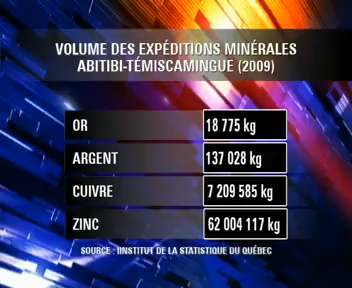 VOLUME DES EXPÉDITIONS MINÉRALES
ABITIBI-TÉMISCAMINGUE (2009)
OR 18 775 kg
ARGENT 137 028 kg
CUIVRE 7 209 585 kg
ZINC 62 004 117 kg
SOURCE : IINSTITUT DE LA STATISTIQUE DU QUÉBEC